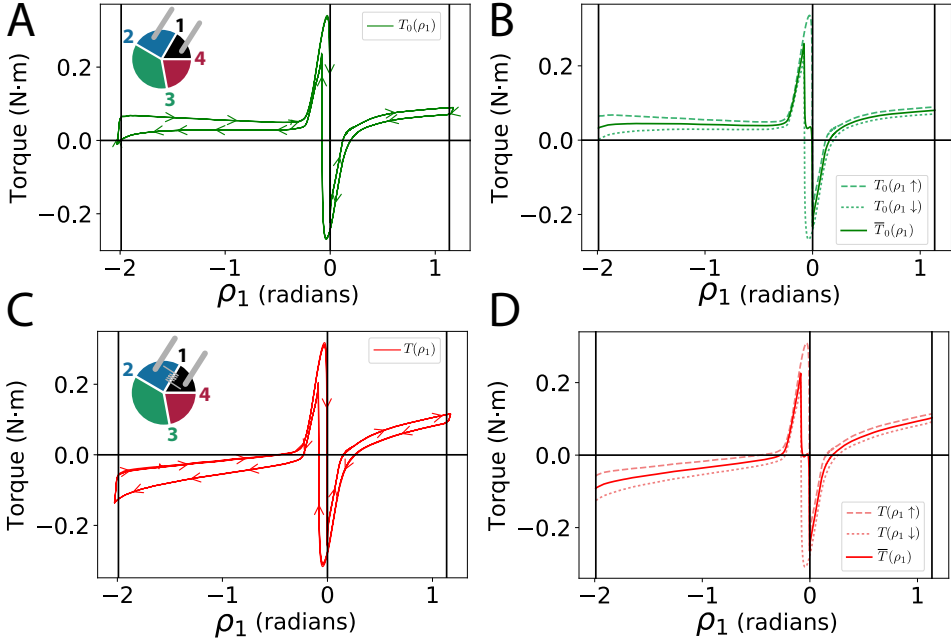 A
1
2
4
3
T₀(ρ₁)
Torque (N·m)
0.2
0.0
−0.2
−2
−1
0
1
ρ₁ (radians)
B
Torque (N·m)
0.2
0.0
−0.2
T₀(ρ₁ ↑)
T₀(ρ₁ ↓)
T̅₀(ρ₁)
−2
−1
0
1
ρ₁ (radians)
C
1
2
4
3
T(ρ₁)
Torque (N·m)
0.2
0.0
−0.2
−2
−1
0
1
ρ₁ (radians)
D
Torque (N·m)
0.2
0.0
−0.2
T(ρ₁ ↑)
T(ρ₁ ↓)
T̅(ρ₁)
−2
−1
0
1
ρ₁ (radians)